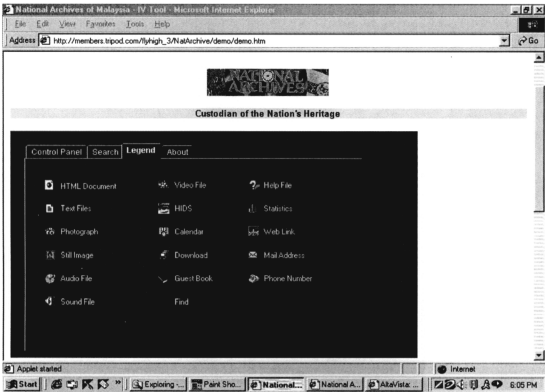 National Archives of Malaysia - IV Tool - Microsoft Internet Explorer
File Edit View Favorites Tools Help
Address http://members.tripod.com/flyhigh_3/NatArchive/demo/demo.htm Go
NATIONAL ARCHIVES
Custodian of the Nation's Heritage
Control Panel Search Legend About
HTML Document Video File Help File
Text Files HIDS Statistics
Photograph Calendar Web Link
Still Image Download Mail Address
Audio File Guest Book Phone Number
Sound File Find
Applet started Internet
Start » Exploring -... Paint Sho... National... National A... AltaVista: ... 6:05 PM